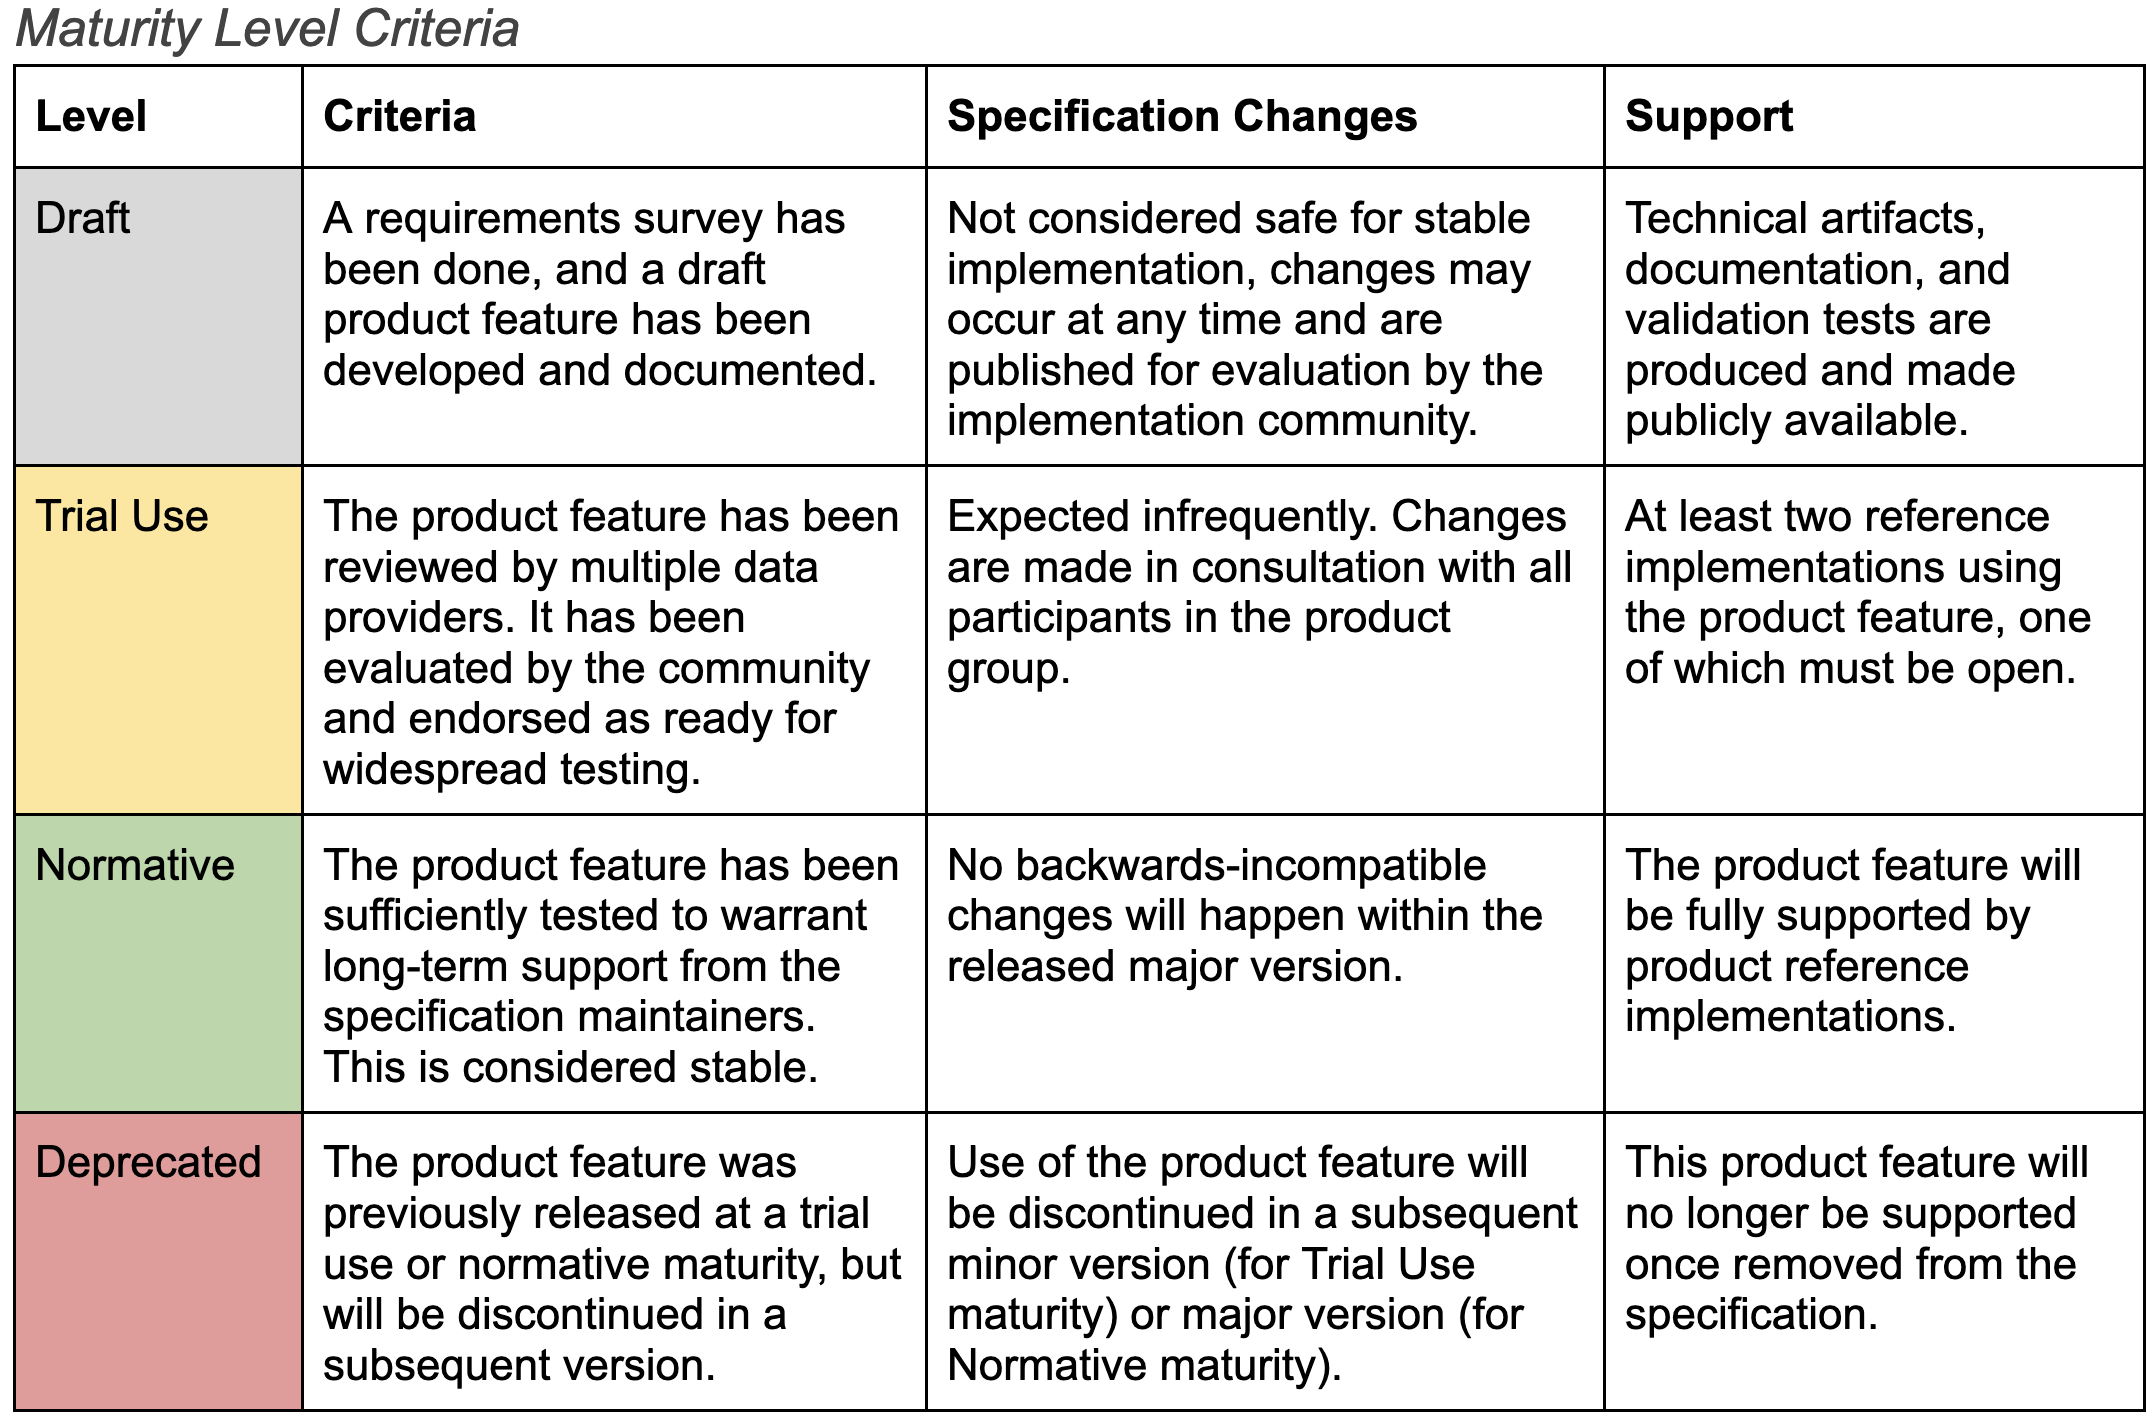 Maturity Level Criteria
Level
Criteria
Specification Changes
Support
Draft
A requirements survey has
been done, and a draft
product feature has been
developed and documented.
Not considered safe for stable
implementation, changes may
occur at any time and are
published for evaluation by the
implementation community.
Technical artifacts,
documentation, and
validation tests are
produced and made
publicly available.
Trial Use
The product feature has been
reviewed by multiple data
providers. It has been
evaluated by the community
and endorsed as ready for
widespread testing.
Expected infrequently. Changes
are made in consultation with all
participants in the product
group.
At least two reference
implementations using
the product feature, one
of which must be open.
Normative
The product feature has been
sufficiently tested to warrant
long-term support from the
specification maintainers.
This is considered stable.
No backwards-incompatible
changes will happen within the
released major version.
The product feature will
be fully supported by
product reference
implementations.
Deprecated
The product feature was
previously released at a trial
use or normative maturity, but
will be discontinued in a
subsequent version.
Use of the product feature will
be discontinued in a subsequent
minor version (for Trial Use
maturity) or major version (for
Normative maturity).
This product feature will
no longer be supported
once removed from the
specification.